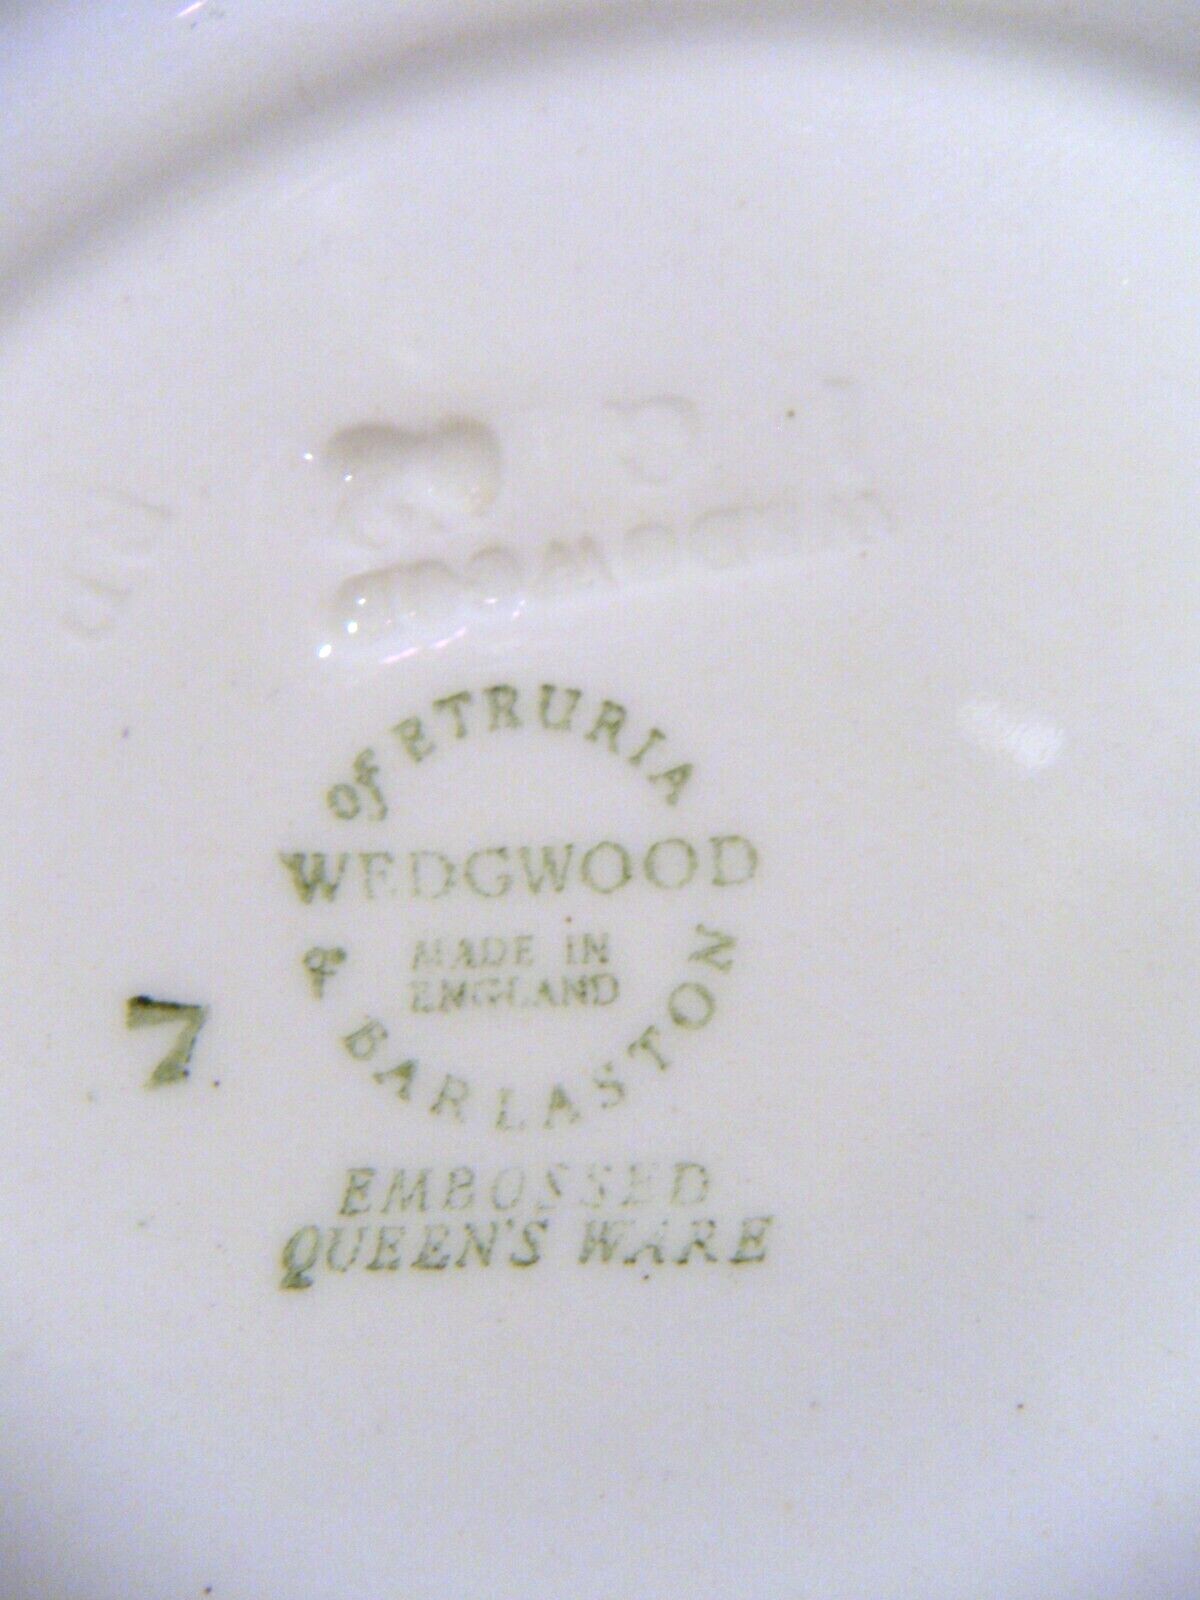 of ETRURIA
WEDGWOOD
MADE IN
ENGLAND
& BARLASTON
7
EMBOSSED
QUEEN'S WARE